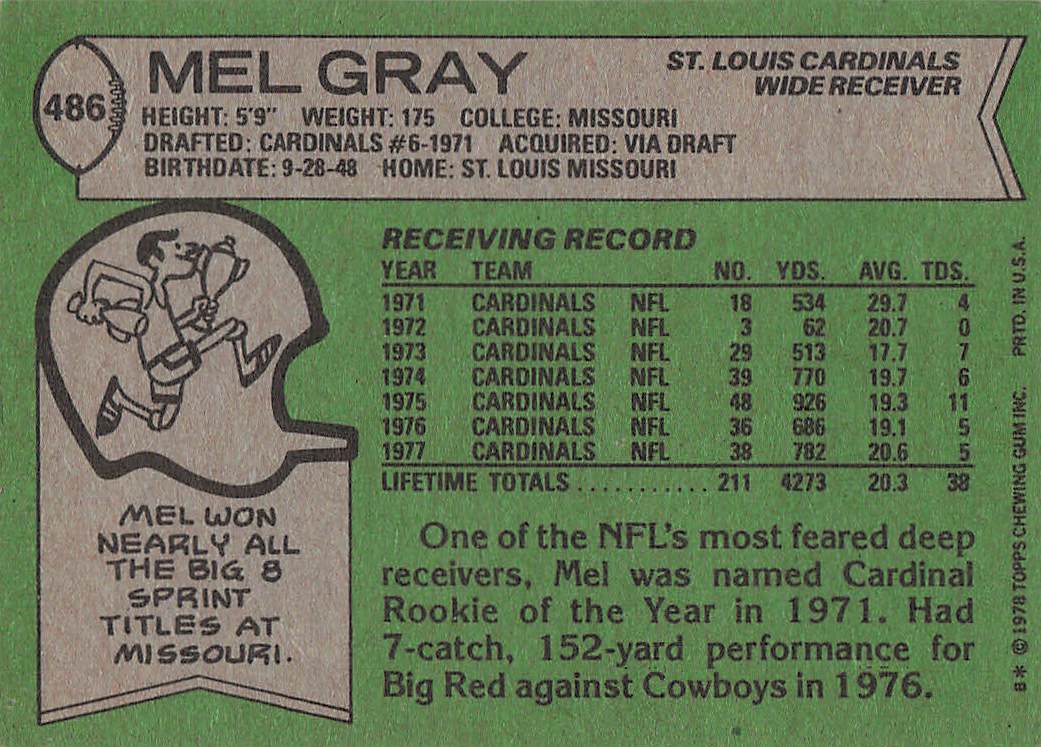 486
MEL GRAY
ST. LOUIS CARDINALS
WIDE RECEIVER
HEIGHT: 5'9" WEIGHT: 175 COLLEGE: MISSOURI
DRAFTED: CARDINALS #6-1971 ACQUIRED: VIA DRAFT
BIRTHDATE: 9-28-48 HOME: ST. LOUIS MISSOURI
RECEIVING RECORD
YEAR TEAM NO. YDS. AVG. TDS.
1971 CARDINALS NFL 18 534 29.7 4
1972 CARDINALS NFL 3 62 20.7 0
1973 CARDINALS NFL 29 513 17.7 7
1974 CARDINALS NFL 39 770 19.7 6
1975 CARDINALS NFL 48 926 19.3 11
1976 CARDINALS NFL 36 686 19.1 5
1977 CARDINALS NFL 38 782 20.6 5
LIFETIME TOTALS ........... 211 4273 20.3 38
MEL WON
NEARLY ALL
THE BIG 8
SPRINT
TITLES AT
MISSOURI.
One of the NFL's most feared deep
receivers, Mel was named Cardinal
Rookie of the Year in 1971. Had
7-catch, 152-yard performance for
Big Red against Cowboys in 1976.
B* © 1978 TOPPS CHEWING GUM INC. PRTD. IN U.S.A.